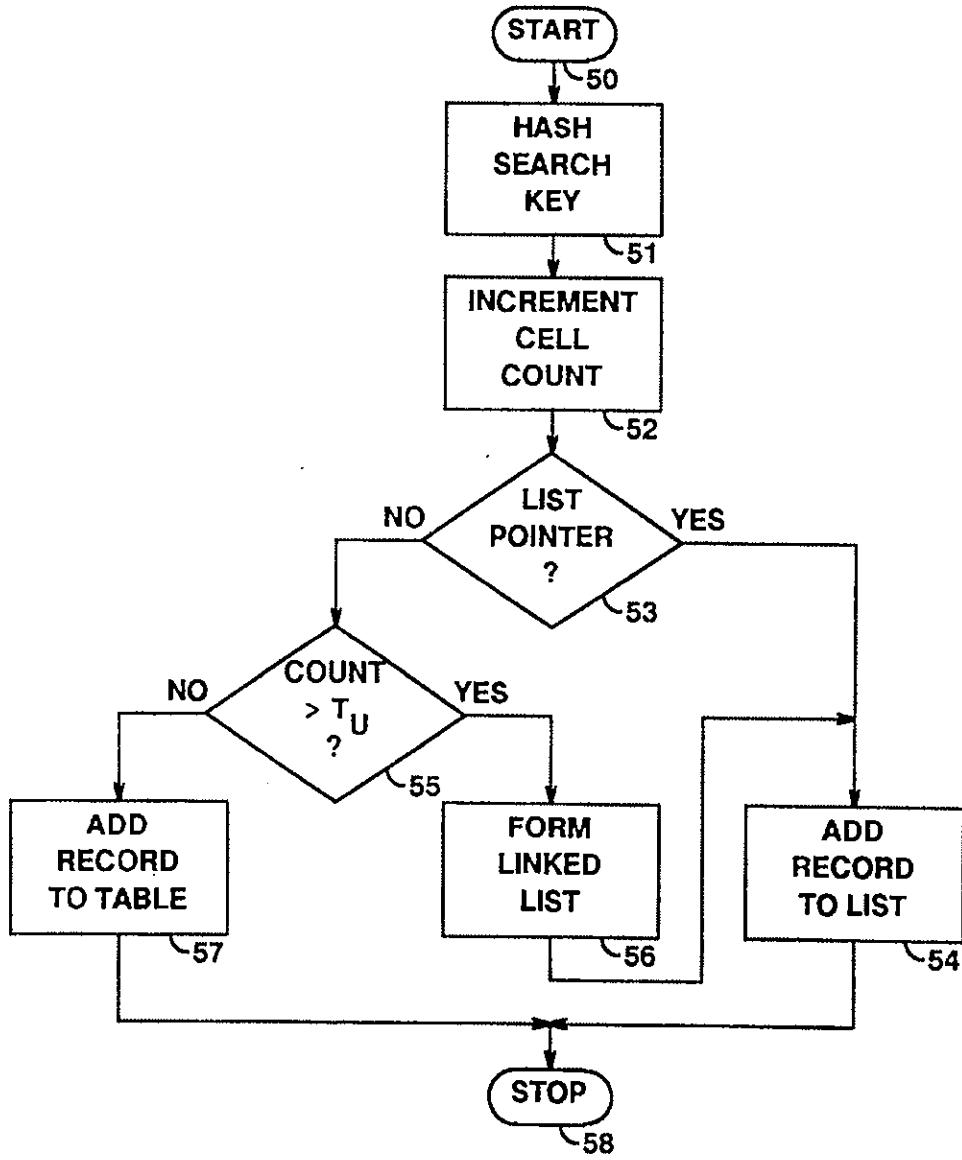 START
50
HASH
SEARCH
KEY
51
INCREMENT
CELL
COUNT
52
LIST
POINTER
?
NO
YES
53
COUNT
> TU
?
NO
YES
55
ADD
RECORD
TO TABLE
57
FORM
LINKED
LIST
56
ADD
RECORD
TO LIST
54
STOP
58